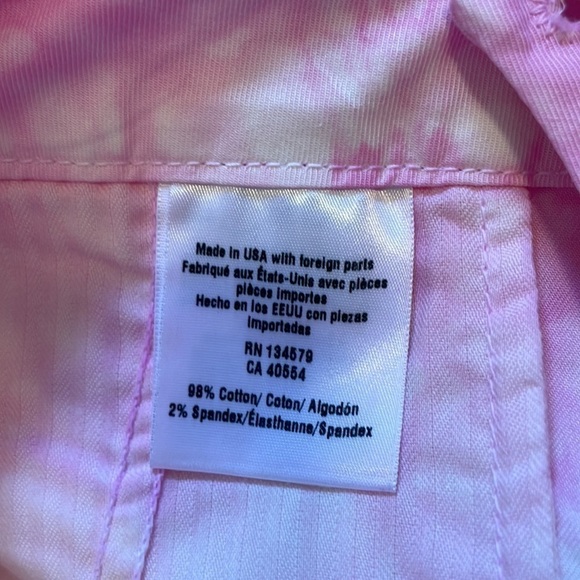 Made in USA with foreign parts
Fabriqué aux États-Unie avec pièces
pièces importes
Hecho en los EEUU con piezas
importadas
RN 134579
CA 40554
98% Cotton/ Coton/ Algodón
2% Spandex/Élasthanne/Spandex